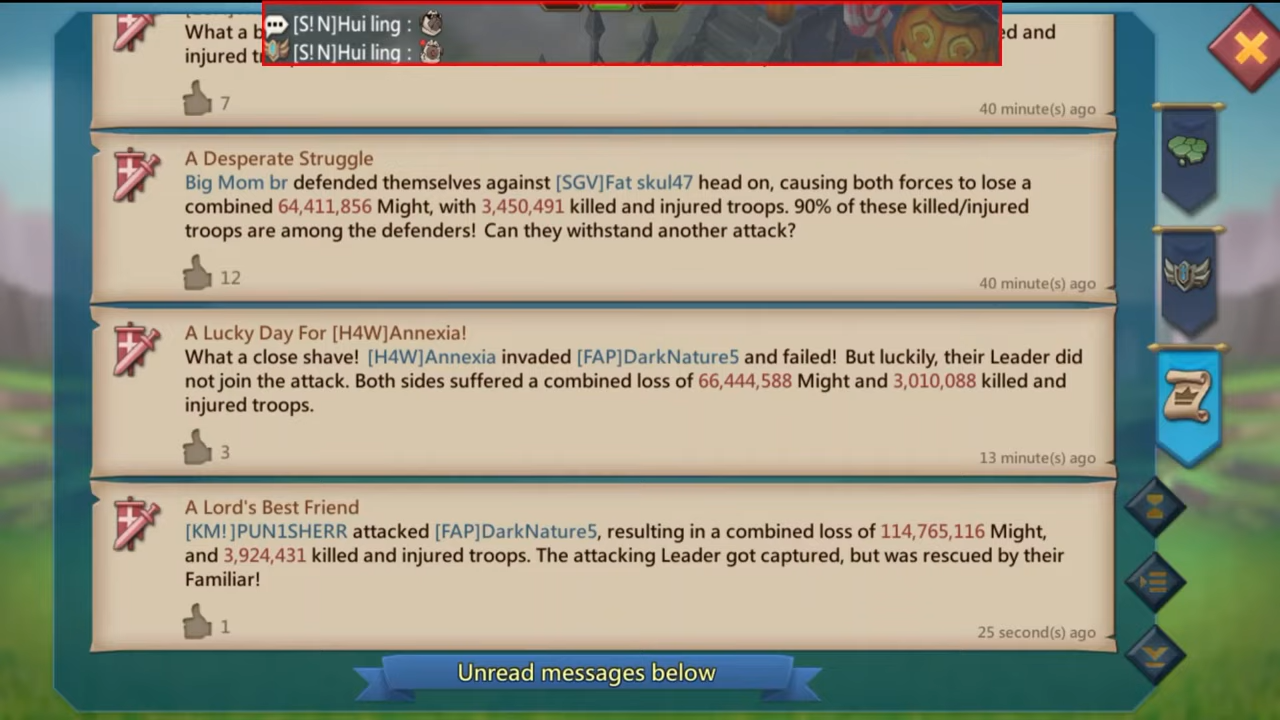 [S!N]Hui ling :
[S!N]Hui ling :
What a b
ed and
injured tr
7
40 minute(s) ago
A Desperate Struggle
Big Mom br defended themselves against [SGV]Fat skul47 head on, causing both forces to lose a
combined 64,411,856 Might, with 3,450,491 killed and injured troops. 90% of these killed/injured
troops are among the defenders! Can they withstand another attack?
12
40 minute(s) ago
A Lucky Day For [H4W]Annexia!
What a close shave! [H4W]Annexia invaded [FAP]DarkNature5 and failed! But luckily, their Leader did
not join the attack. Both sides suffered a combined loss of 66,444,588 Might and 3,010,088 killed and
injured troops.
3
13 minute(s) ago
A Lord's Best Friend
[KM!]PUN1SHERR attacked [FAP]DarkNature5, resulting in a combined loss of 114,765,116 Might,
and 3,924,431 killed and injured troops. The attacking Leader got captured, but was rescued by their
Familiar!
1
25 second(s) ago
Unread messages below